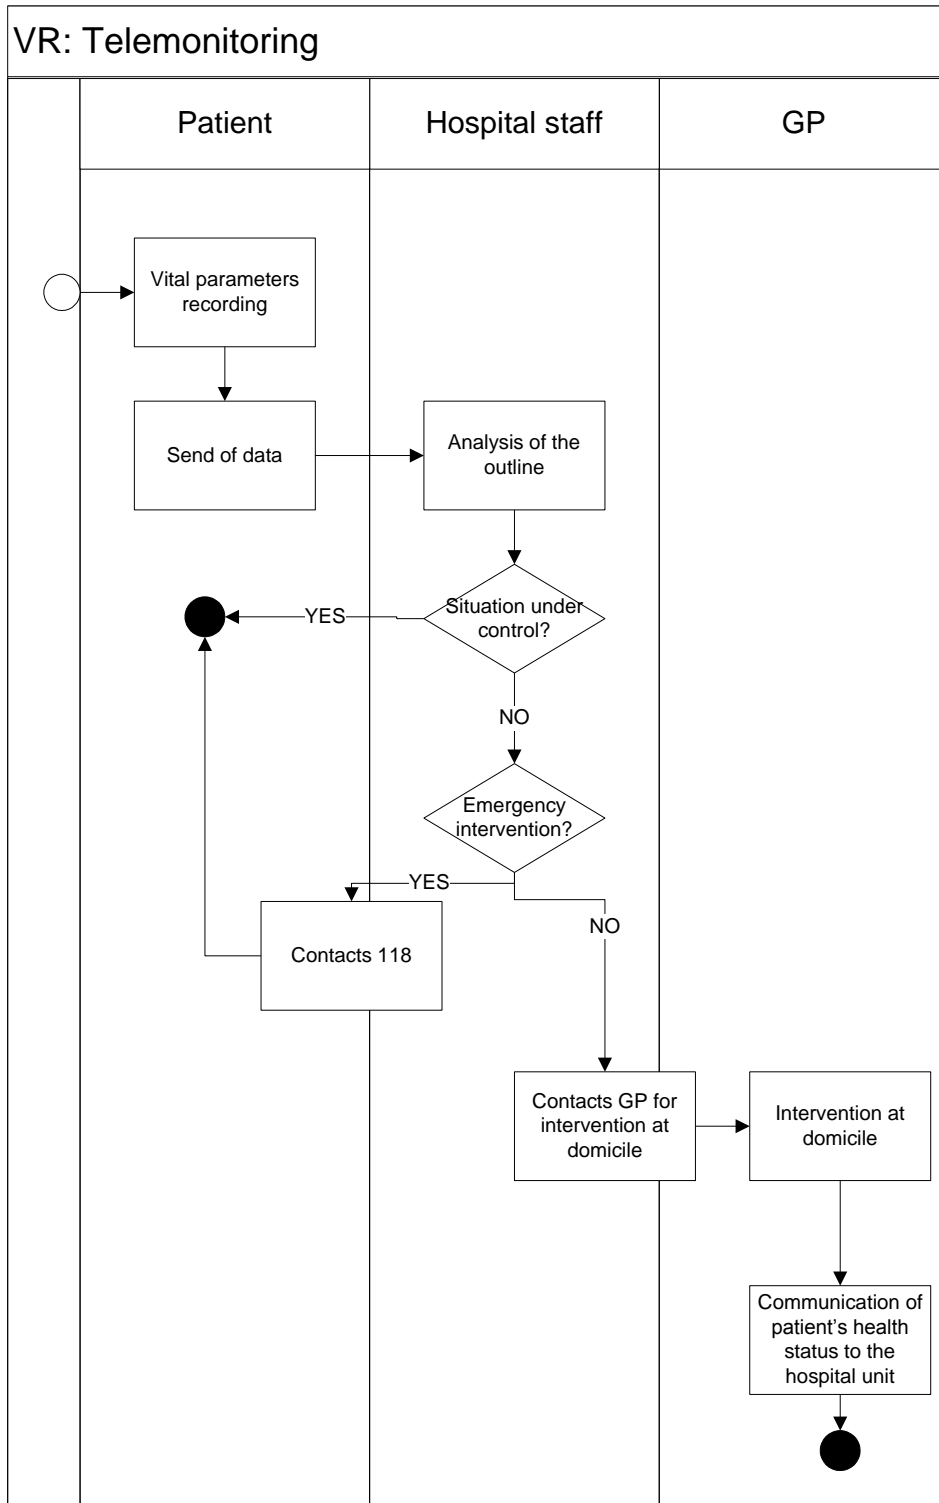 VR: Telemonitoring
Patient
Hospital staff
GP
Vital parameters
recording
Send of data
Analysis of the
outline
Situation under
control?
YES
NO
Emergency
intervention?
YES
NO
Contacts 118
Contacts GP for
intervention at
domicile
Intervention at
domicile
Communication of
patient's health
status to the
hospital unit